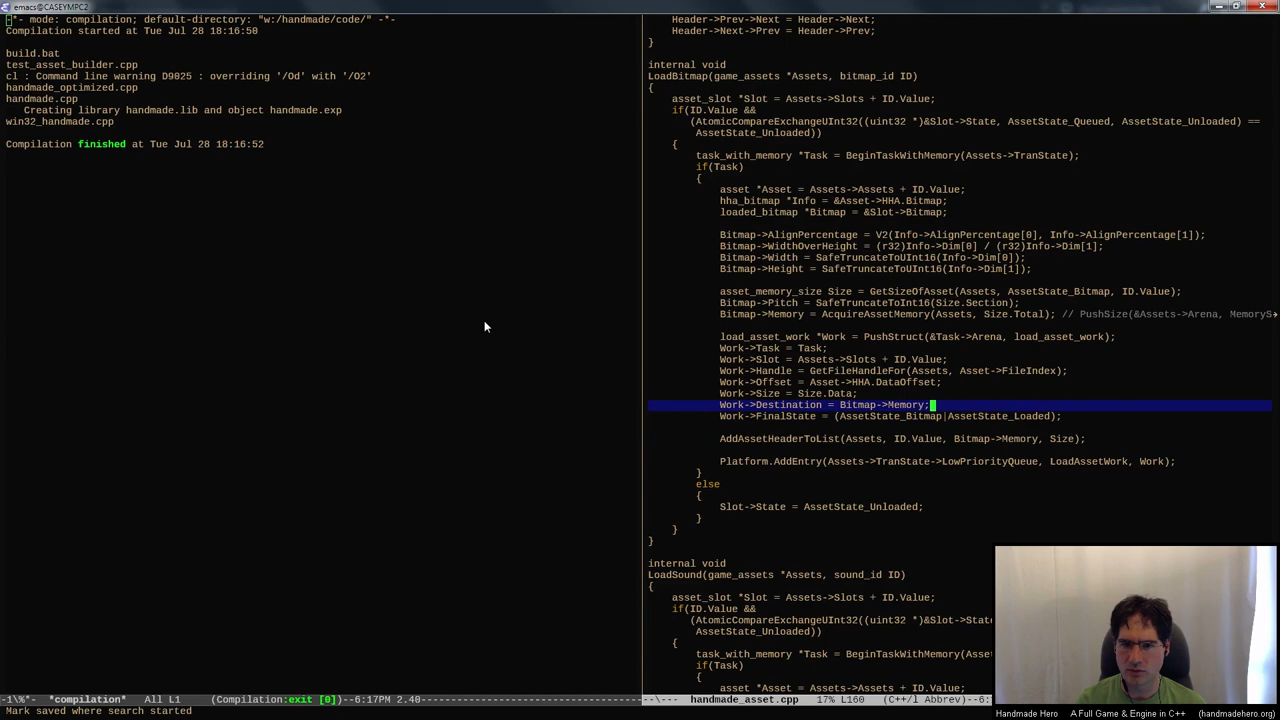 emacs@CASEYMPC2
-*- mode: compilation; default-directory: "w:/handmade/code/" -*-
Compilation started at Tue Jul 28 18:16:50
build.bat
test_asset_builder.cpp
cl : Command line warning D9025 : overriding '/Od' with '/O2'
handmade_optimized.cpp
handmade.cpp
   Creating library handmade.lib and object handmade.exp
win32_handmade.cpp
Compilation finished at Tue Jul 28 18:16:52
-1\%*-  *compilation*   All L1     (Compilation:exit [0])--6:17PM 2.40
Mark saved where search started
        Header->Prev->Next = Header->Next;
        Header->Next->Prev = Header->Prev;
}
internal void
LoadBitmap(game_assets *Assets, bitmap_id ID)
{
    asset_slot *Slot = Assets->Slots + ID.Value;
    if(ID.Value &&
       (AtomicCompareExchangeUInt32((uint32 *)&Slot->State, AssetState_Queued, AssetState_Unloaded) ==
        AssetState_Unloaded))
    {
        task_with_memory *Task = BeginTaskWithMemory(Assets->TranState);
        if(Task)
        {
            asset *Asset = Assets->Assets + ID.Value;
            hha_bitmap *Info = &Asset->HHA.Bitmap;
            loaded_bitmap *Bitmap = &Slot->Bitmap;
            Bitmap->AlignPercentage = V2(Info->AlignPercentage[0], Info->AlignPercentage[1]);
            Bitmap->WidthOverHeight = (r32)Info->Dim[0] / (r32)Info->Dim[1];
            Bitmap->Width = SafeTruncateToUInt16(Info->Dim[0]);
            Bitmap->Height = SafeTruncateToUInt16(Info->Dim[1]);
            asset_memory_size Size = GetSizeOfAsset(Assets, AssetState_Bitmap, ID.Value);
            Bitmap->Pitch = SafeTruncateToInt16(Size.Section);
            Bitmap->Memory = AcquireAssetMemory(Assets, Size.Total); // PushSize(&Assets->Arena, MemoryS
            load_asset_work *Work = PushStruct(&Task->Arena, load_asset_work);
            Work->Task = Task;
            Work->Slot = Assets->Slots + ID.Value;
            Work->Handle = GetFileHandleFor(Assets, Asset->FileIndex);
            Work->Offset = Asset->HHA.DataOffset;
            Work->Size = Size.Data;
            Work->Destination = Bitmap->Memory;
            Work->FinalState = (AssetState_Bitmap|AssetState_Loaded);
            AddAssetHeaderToList(Assets, ID.Value, Bitmap->Memory, Size);
            Platform.AddEntry(Assets->TranState->LowPriorityQueue, LoadAssetWork, Work);
        }
        else
        {
            Slot->State = AssetState_Unloaded;
        }
    }
}
internal void
LoadSound(game_assets *Assets, sound_id ID)
{
    asset_slot *Slot = Assets->Slots + ID.Value;
    if(ID.Value &&
       (AtomicCompareExchangeUInt32((uint32 *)&Slot->Stat
        AssetState_Unloaded))
    {
        task_with_memory *Task = BeginTaskWithMemory(Asse
        if(Task)
        {
            asset *Asset = Assets->Assets + ID.Value;
--\---  handmade_asset.cpp   17% L160   (C++/l Abbrev)--6:
Handmade Hero    A Full Game & Engine in C++    (handmadehero.org)